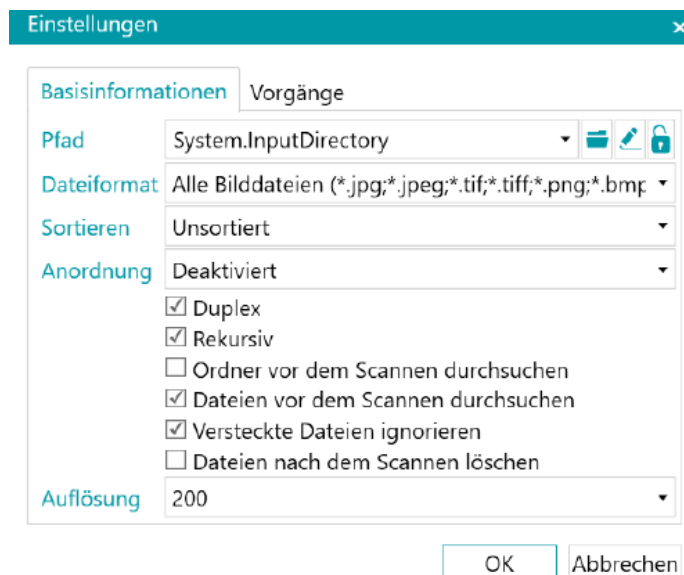 Einstellungen
Basisinformationen Vorgänge
Pfad System.InputDirectory
Dateiformat Alle Bilddateien (*.jpg;*.jpeg;*.tif;*.tiff;*.png;*.bmp
Sortieren Unsortiert
Anordnung Deaktiviert
Duplex
Rekursiv
Ordner vor dem Scannen durchsuchen
Dateien vor dem Scannen durchsuchen
Versteckte Dateien ignorieren
Dateien nach dem Scannen löschen
Auflösung 200
OK Abbrechen